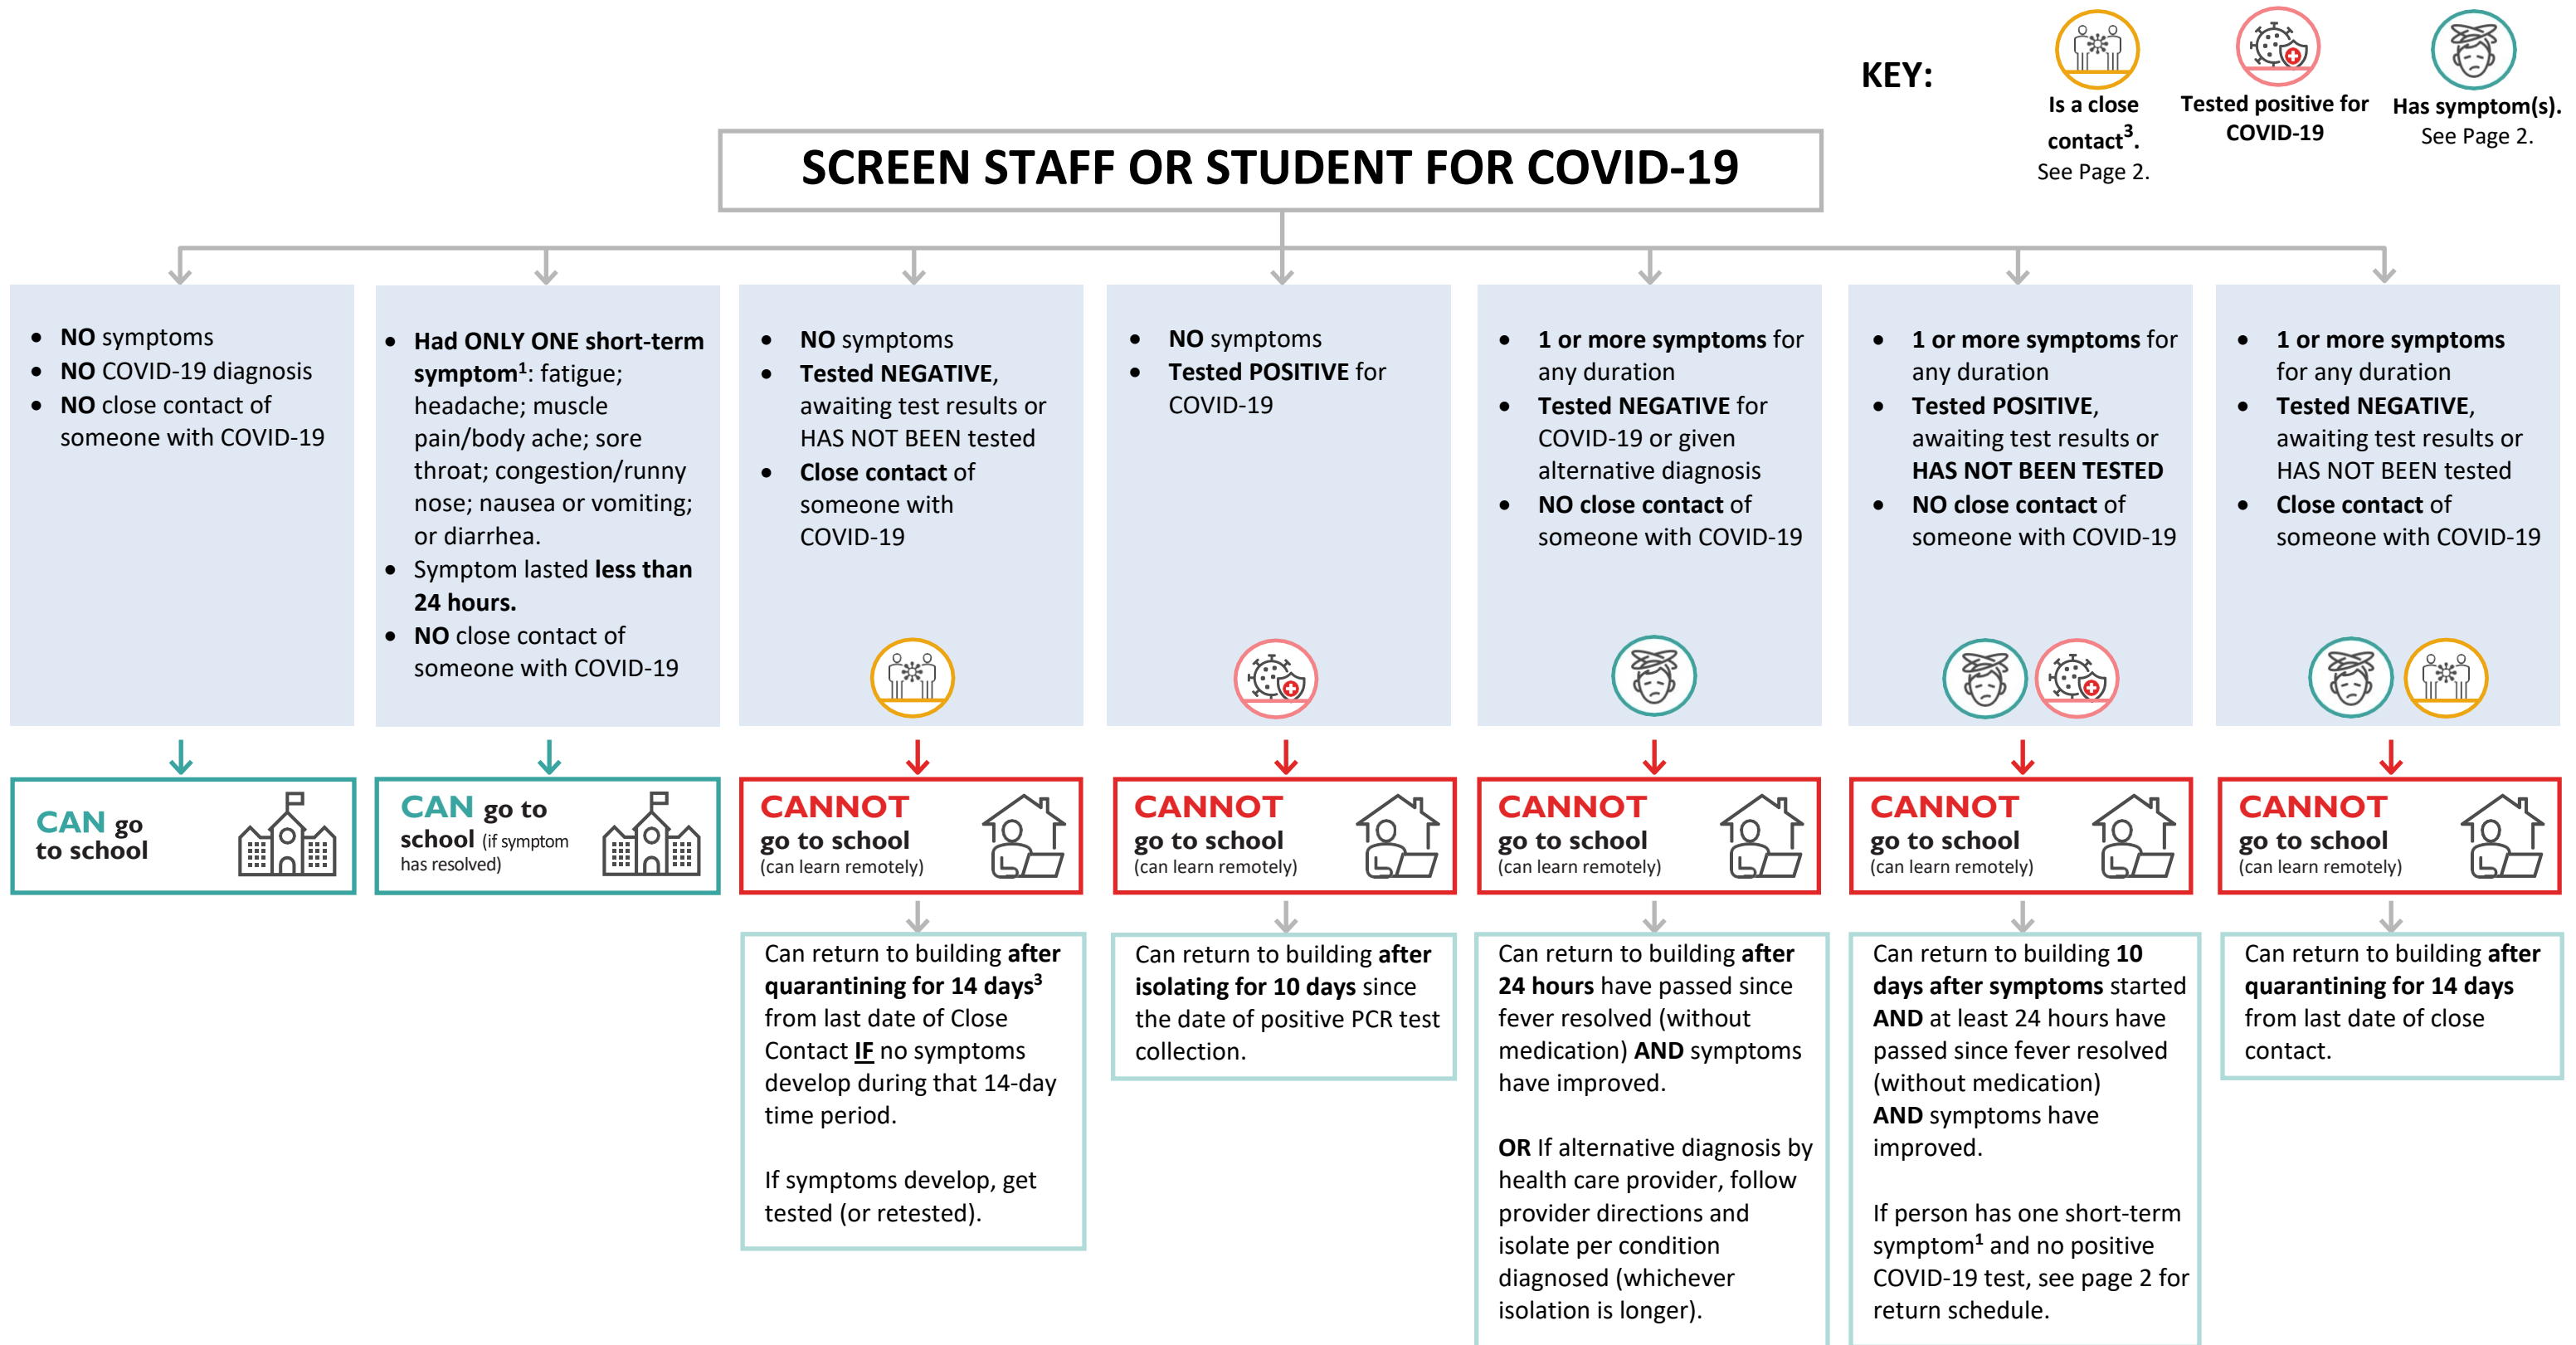 KEY:
Is a close
contact³.
See Page 2.
Tested positive for
COVID-19
Has symptom(s).
See Page 2.
SCREEN STAFF OR STUDENT FOR COVID-19
• NO symptoms
• NO COVID-19 diagnosis
• NO close contact of
someone with COVID-19
• Had ONLY ONE short-term
symptom¹: fatigue;
headache; muscle
pain/body ache; sore
throat; congestion/runny
nose; nausea or vomiting;
or diarrhea.
• Symptom lasted less than
24 hours.
• NO close contact of
someone with COVID-19
• NO symptoms
• Tested NEGATIVE,
awaiting test results or
HAS NOT BEEN tested
• Close contact of
someone with
COVID-19
• NO symptoms
• Tested POSITIVE for
COVID-19
• 1 or more symptoms for
any duration
• Tested NEGATIVE for
COVID-19 or given
alternative diagnosis
• NO close contact of
someone with COVID-19
• 1 or more symptoms for
any duration
• Tested POSITIVE,
awaiting test results or
HAS NOT BEEN TESTED
• NO close contact of
someone with COVID-19
• 1 or more symptoms
for any duration
• Tested NEGATIVE,
awaiting test results or
HAS NOT BEEN tested
• Close contact of
someone with COVID-19
CAN go
to school
CAN go to
school (if symptom
has resolved)
CANNOT
go to school
(can learn remotely)
CANNOT
go to school
(can learn remotely)
CANNOT
go to school
(can learn remotely)
CANNOT
go to school
(can learn remotely)
CANNOT
go to school
(can learn remotely)
Can return to building after
quarantining for 14 days³
from last date of Close
Contact IF no symptoms
develop during that 14-day
time period.
If symptoms develop, get
tested (or retested).
Can return to building after
isolating for 10 days since
the date of positive PCR test
collection.
Can return to building after
24 hours have passed since
fever resolved (without
medication) AND symptoms
have improved.
OR If alternative diagnosis by
health care provider, follow
provider directions and
isolate per condition
diagnosed (whichever
isolation is longer).
Can return to building 10
days after symptoms started
AND at least 24 hours have
passed since fever resolved
(without medication)
AND symptoms have
improved.
If person has one short-term
symptom¹ and no positive
COVID-19 test, see page 2 for
return schedule.
Can return to building after
quarantining for 14 days
from last date of close
contact.